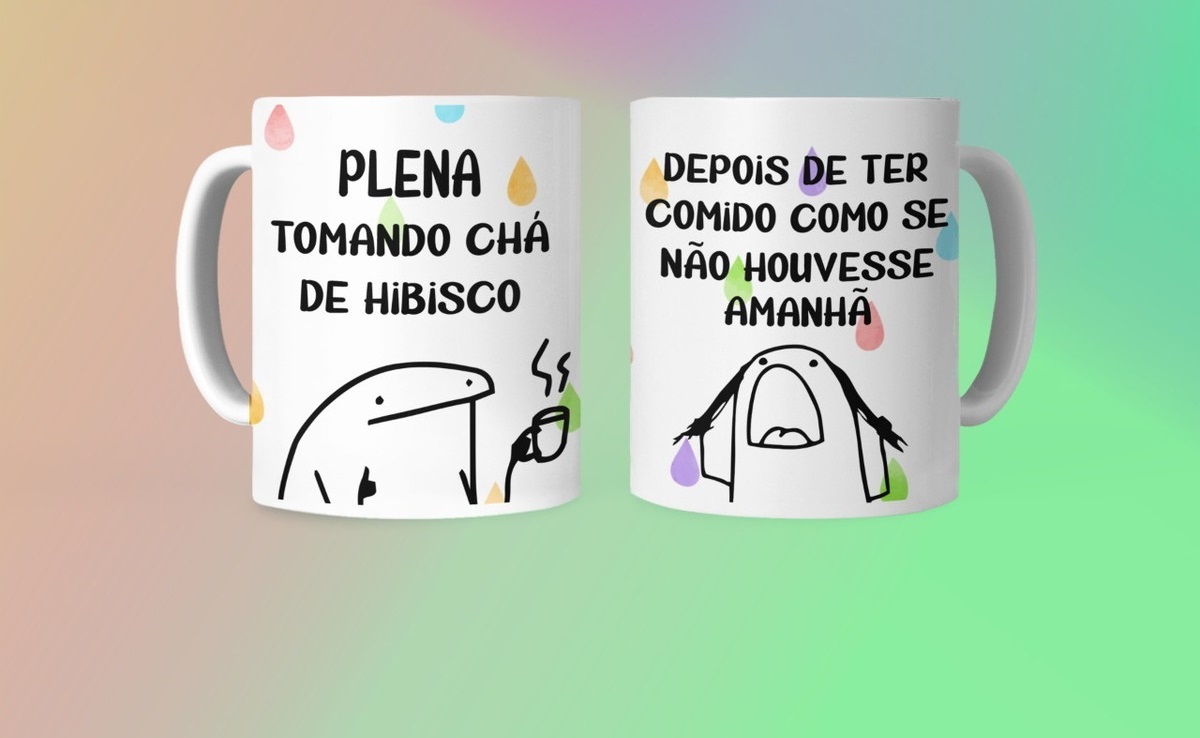 PLENA
TOMANDO CHÁ
DE HIBISCO
DEPOIS DE TER
COMIDO COMO SE
NÃO HOUVESSE
AMANHÃ